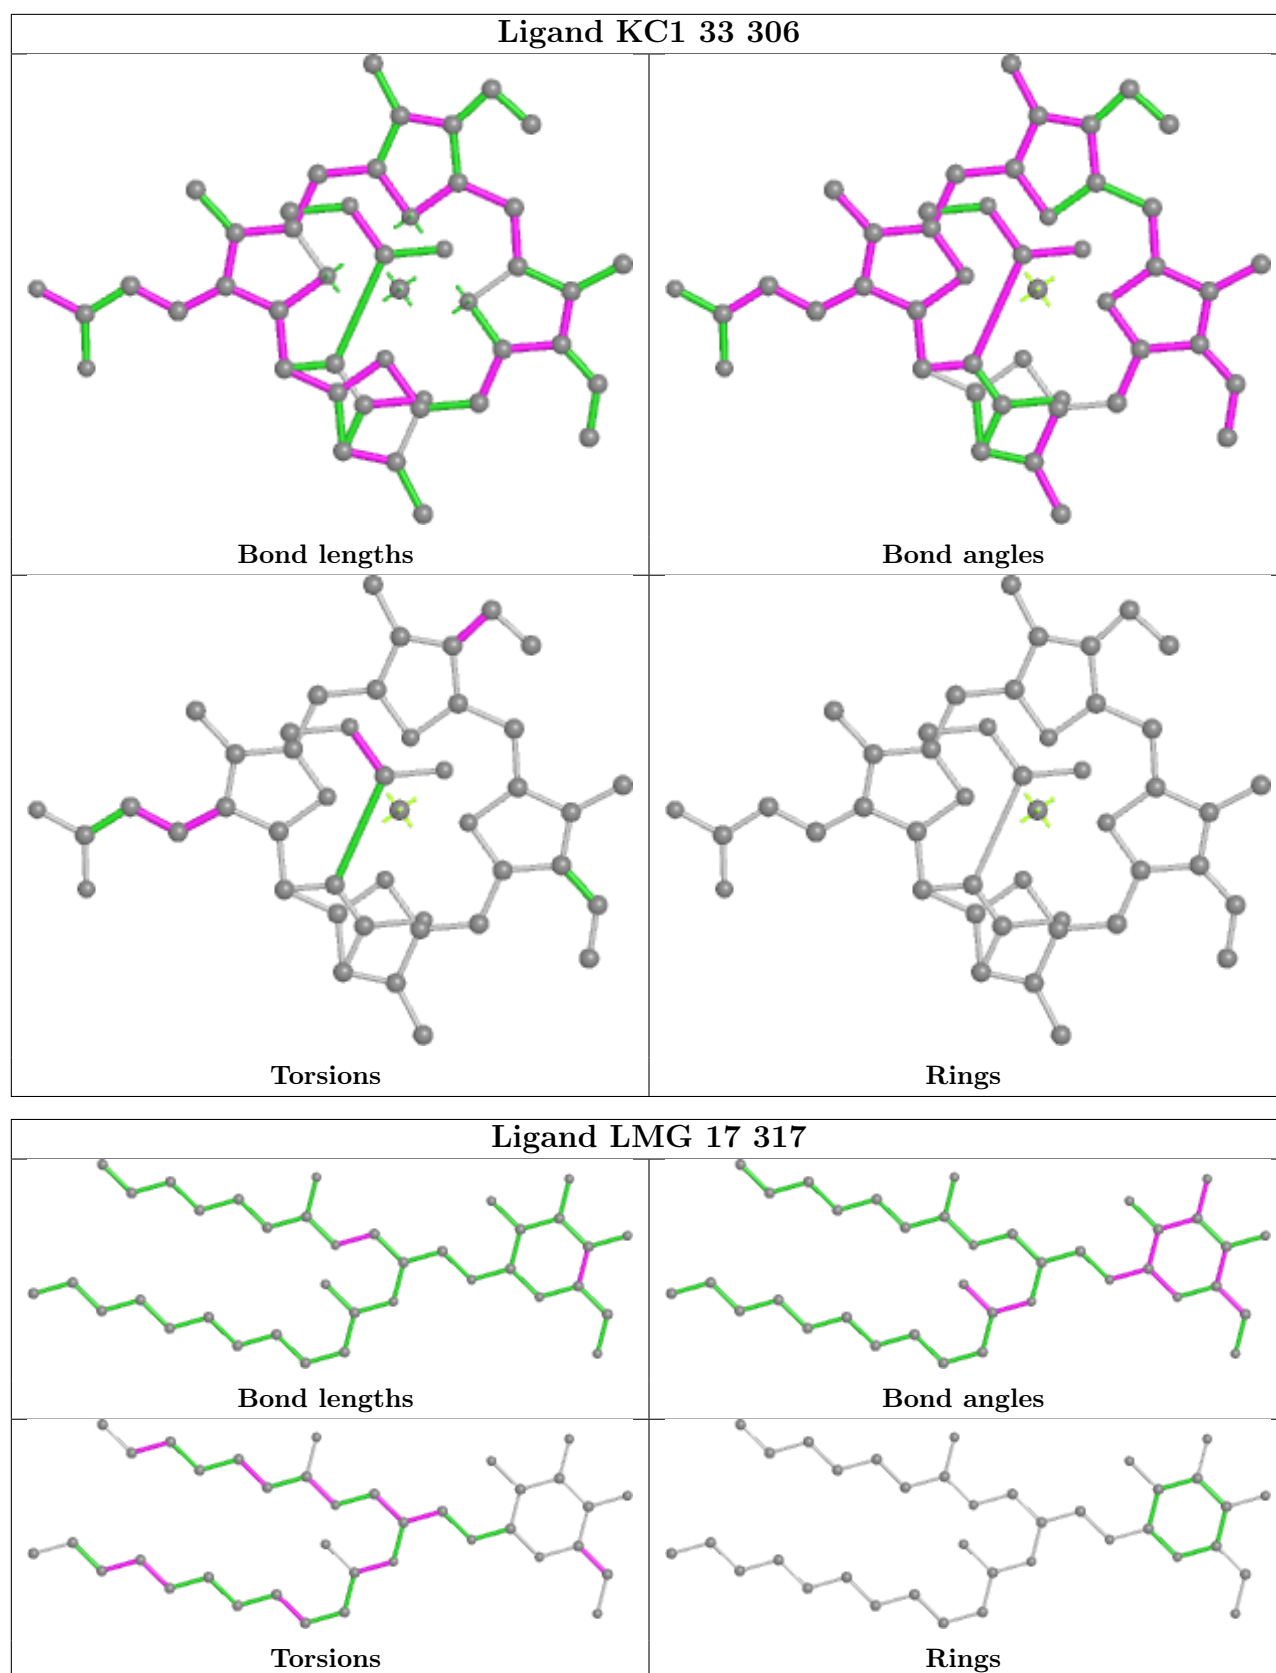 Ligand KC1 33 306
Bond lengths
Bond angles
Torsions
Rings
Ligand LMG 17 317
Bond lengths
Bond angles
Torsions
Rings